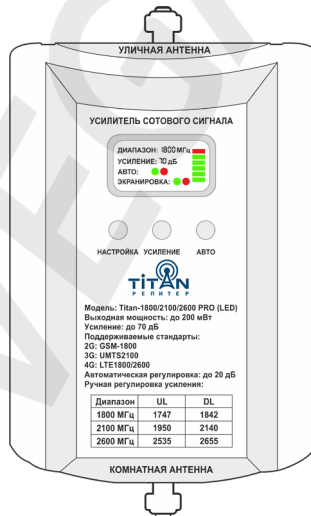 УЛИЧНАЯ АНТЕННА
УСИЛИТЕЛЬ СОТОВОГО СИГНАЛА
ДИАПАЗОН: 1800 МГц
УСИЛЕНИЕ: 70 дБ
АВТО:
ЭКРАНИРОВКА:
НАСТРОЙКА УСИЛЕНИЕ АВТО
TiTAN
РЕПИТЕР
Модель: Titan-1800/2100/2600 PRO (LED)
Выходная мощность: до 200 мВт
Усиление: до 70 дБ
Поддерживаемые стандарты:
2G: GSM-1800
3G: UMTS2100
4G: LTE1800/2600
Автоматическая регулировка: до 20 дБ
Ручная регулировка усиления:
Диапазон UL DL
1800 МГц 1747 1842
2100 МГц 1950 2140
2600 МГц 2535 2655
КОМНАТНАЯ АНТЕННА